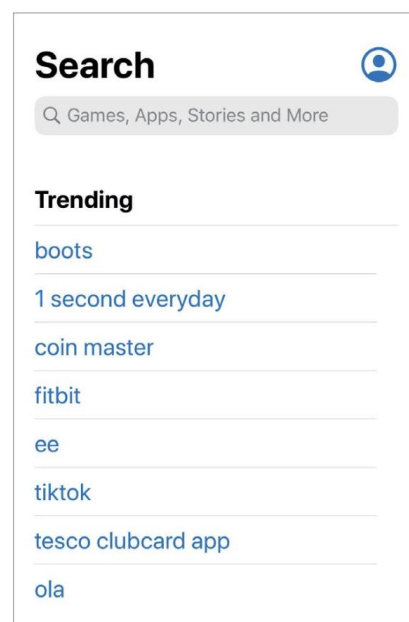 Search
Games, Apps, Stories and More
Trending
boots
1 second everyday
coin master
fitbit
ee
tiktok
tesco clubcard app
ola